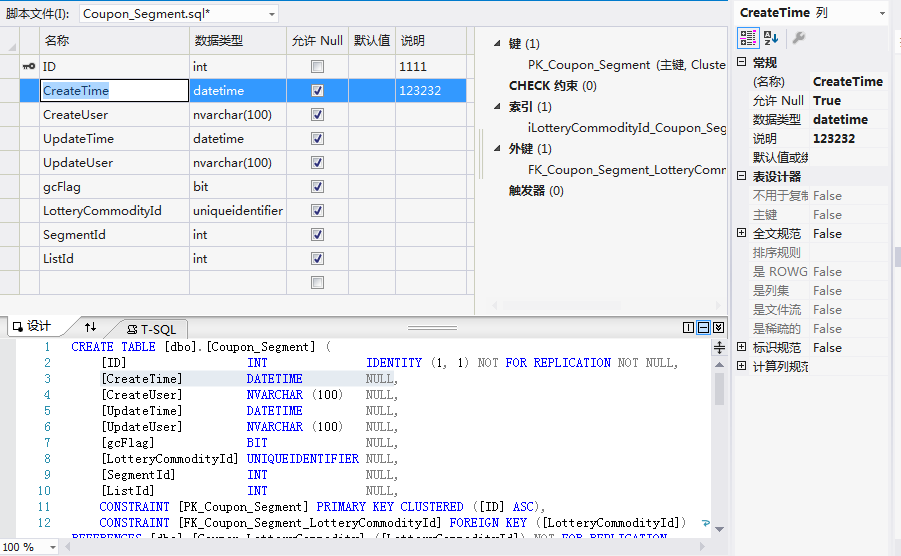 脚本文件(I): Coupon_Segment.sql*
名称 数据类型 允许 Null 默认值 说明
ID int 1111
CreateTime datetime 123232
CreateUser nvarchar(100)
UpdateTime datetime
UpdateUser nvarchar(100)
gcFlag bit
LotteryCommodityId uniqueidentifier
SegmentId int
ListId int
键 (1)
PK_Coupon_Segment (主键, Cluster
CHECK 约束 (0)
索引 (1)
iLotteryCommodityId_Coupon_Seg
外键 (1)
FK_Coupon_Segment_LotteryComm
触发器 (0)
设计 T-SQL
1 CREATE TABLE [dbo].[Coupon_Segment] (
2 [ID] INT IDENTITY (1, 1) NOT FOR REPLICATION NOT NULL,
3 [CreateTime] DATETIME NULL,
4 [CreateUser] NVARCHAR (100) NULL,
5 [UpdateTime] DATETIME NULL,
6 [UpdateUser] NVARCHAR (100) NULL,
7 [gcFlag] BIT NULL,
8 [LotteryCommodityId] UNIQUEIDENTIFIER NULL,
9 [SegmentId] INT NULL,
10 [ListId] INT NULL,
11 CONSTRAINT [PK_Coupon_Segment] PRIMARY KEY CLUSTERED ([ID] ASC),
12 CONSTRAINT [FK_Coupon_Segment_LotteryCommodityId] FOREIGN KEY ([LotteryCommodityId])
100 %
CreateTime 列
常规
(名称) CreateTime
允许 Null True
数据类型 datetime
说明 123232
默认值或绑
表设计器
不用于复制 False
主键 False
全文规范 False
排序规则
是 ROWG False
是列集 False
是文件流 False
是稀疏的 False
标识规范 False
计算列规范